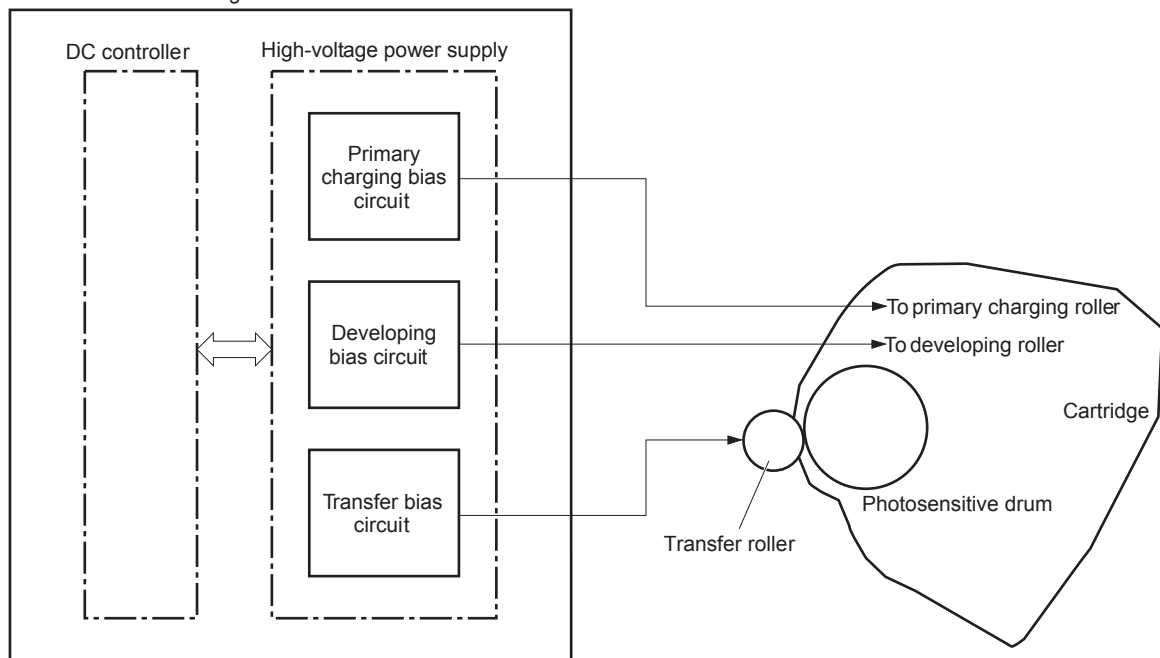 DC controller
High-voltage power supply
Primary
charging bias
circuit
Developing
bias circuit
Transfer bias
circuit
To primary charging roller
To developing roller
Cartridge
Photosensitive drum
Transfer roller